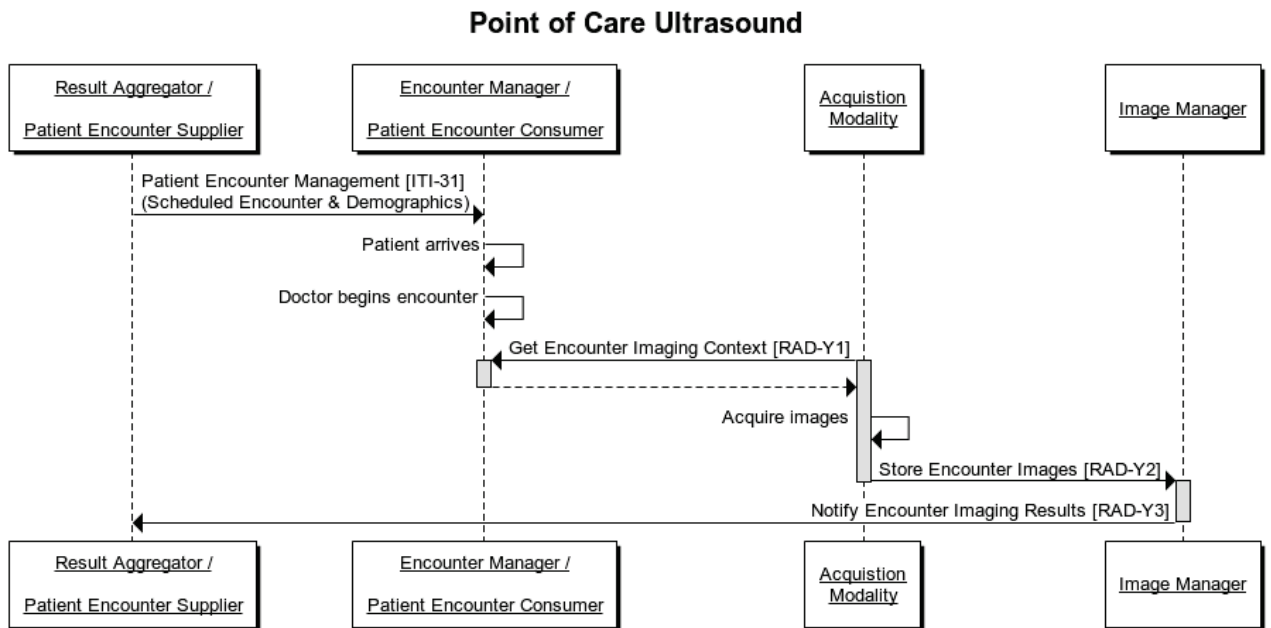 Point of Care Ultrasound
Result Aggregator /
Patient Encounter Supplier
Encounter Manager /
Patient Encounter Consumer
Acquistion
Modality
Image Manager
Patient Encounter Management [ITI-31]
(Scheduled Encounter & Demographics)
Patient arrives
Doctor begins encounter
Get Encounter Imaging Context [RAD-Y1]
Acquire images
Store Encounter Images [RAD-Y2]
Notify Encounter Imaging Results [RAD-Y3]
Result Aggregator /
Patient Encounter Supplier
Encounter Manager /
Patient Encounter Consumer
Acquistion
Modality
Image Manager